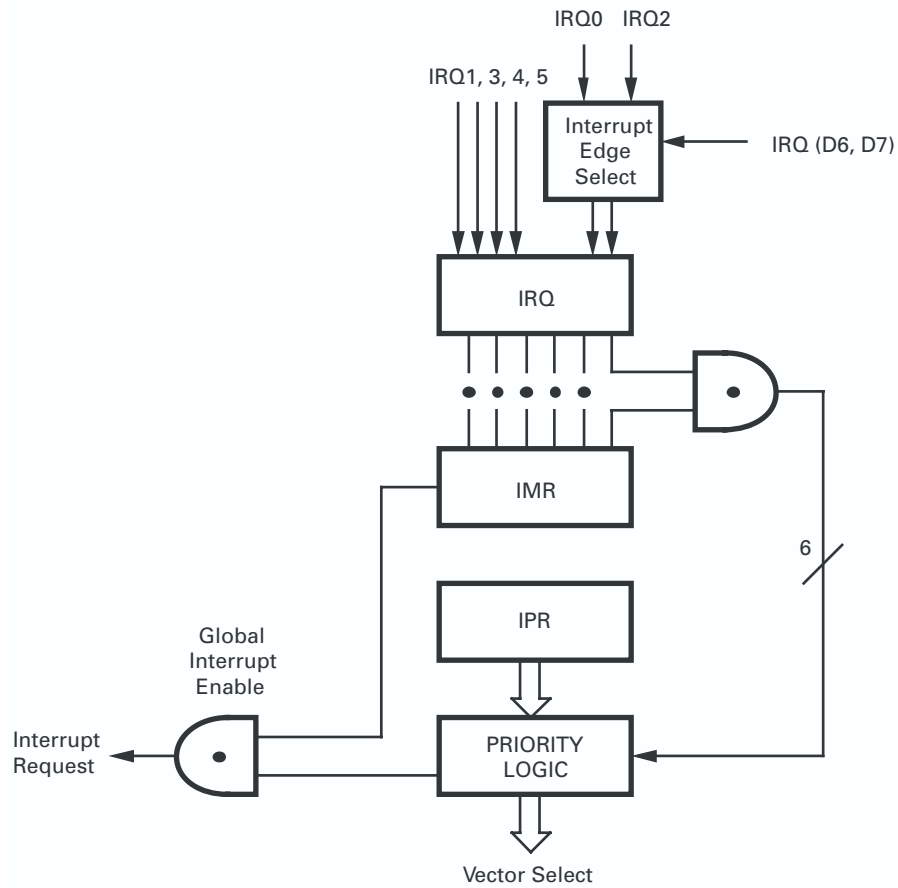 IRQ0 IRQ2
IRQ1, 3, 4, 5
Interrupt
Edge
Select
IRQ (D6, D7)
IRQ
IMR
6
IPR
Global
Interrupt
Enable
Interrupt
Request
PRIORITY
LOGIC
Vector Select